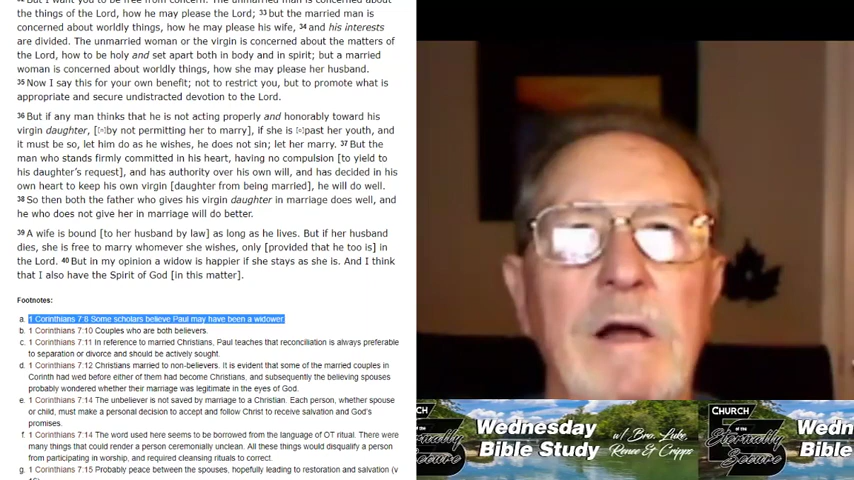 But I want you to be free from concern. The unmarried man is concerned about
the things of the Lord, how he may please the Lord; 33 but the married man is
concerned about worldly things, how he may please his wife, 34 and his interests
are divided. The unmarried woman or the virgin is concerned about the matters of
the Lord, how to be holy and set apart both in body and in spirit; but a married
woman is concerned about worldly things, how she may please her husband.
35 Now I say this for your own benefit; not to restrict you, but to promote what is
appropriate and secure undistracted devotion to the Lord.
36 But if any man thinks that he is not acting properly and honorably toward his
virgin daughter, [by not permitting her to marry], if she is past her youth, and
it must be so, let him do as he wishes, he does not sin; let her marry. 37 But the
man who stands firmly committed in his heart, having no compulsion [to yield to
his daughter's request], and has authority over his own will, and has decided in his
own heart to keep his own virgin [daughter from being married], he will do well.
38 So then both the father who gives his virgin daughter in marriage does well, and
he who does not give her in marriage will do better.
39 A wife is bound [to her husband by law] as long as he lives. But if her husband
dies, she is free to marry whomever she wishes, only [provided that he too is] in
the Lord. 40 But in my opinion a widow is happier if she stays as she is. And I think
that I also have the Spirit of God [in this matter].
Footnotes:
a. 1 Corinthians 7:8 Some scholars believe Paul may have been a widower.
b. 1 Corinthians 7:10 Couples who are both believers.
c. 1 Corinthians 7:11 In reference to married Christians, Paul teaches that reconciliation is always preferable
to separation or divorce and should be actively sought.
d. 1 Corinthians 7:12 Christians married to non-believers. It is evident that some of the married couples in
Corinth had wed before either of them had become Christians, and subsequently the believing spouses
probably wondered whether their marriage was legitimate in the eyes of God.
e. 1 Corinthians 7:14 The unbeliever is not saved by marriage to a Christian. Each person, whether spouse
or child, must make a personal decision to accept and follow Christ to receive salvation and God's
promises.
f. 1 Corinthians 7:14 The word used here seems to be borrowed from the language of OT ritual. There were
many things that could render a person ceremonially unclean. All these things would disqualify a person
from participating in worship, and required cleansing rituals to correct.
g. 1 Corinthians 7:15 Probably peace between the spouses, hopefully leading to restoration and salvation (v
Wednesday
Bible Study
w/ Bro. Luke,
Renee & Cripps
CHURCH
of the
Eternally
Secure
Wedn
Bible